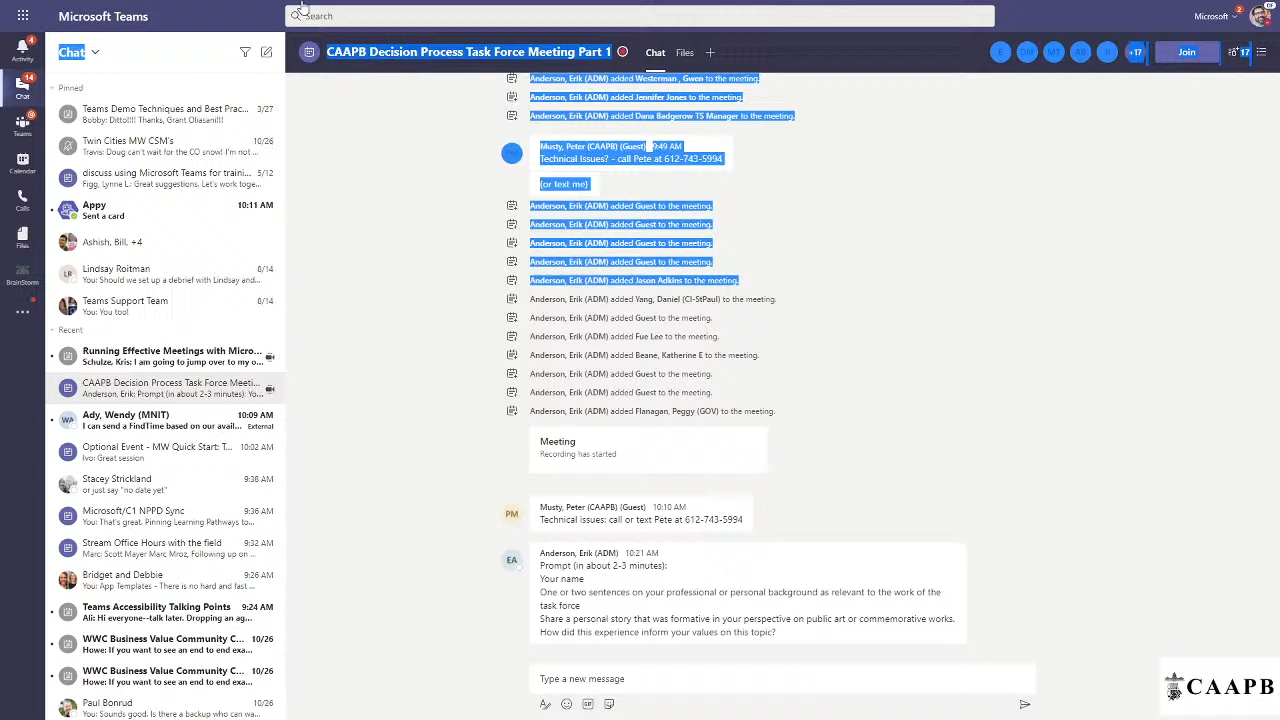 Microsoft Teams
Search
Microsoft
2
DF
Activity
4
Chat
14
Teams
Calendar
Calls
Files
BrainStorm
Chat
Pinned
Teams Demo Techniques and Best Prac...
3/27
Bobby: Ditto!!!! Thanks, Grant Oliasani!!!
Twin Cities MW CSM's
10/26
Travis: Doug can't wait for the CO snow! I'm not ...
discuss using Microsoft Teams for traini...
5/12
Figg, Lynne L.: Great suggestions. Let's work toge...
Appy
10:11 AM
Sent a card
Ashish, Bill, +4
LR
Lindsay Roitman
8/14
You: Should we set up a debrief with Lindsay and...
Teams Support Team
8/14
You: You too!
Recent
Running Effective Meetings with Micro...
Schulze, Kris: I am going to jump over to my o...
CAAPB Decision Process Task Force Meeti...
Anderson, Erik: Prompt (in about 2-3 minutes): Yo...
WA
Ady, Wendy (MNIT)
10:09 AM
I can send a FindTime based on our avail...
External
Optional Event - MW Quick Start: T...
10:02 AM
Ivo: Great session
Stacey Strickland
9:38 AM
or just say "no date yet"
Microsoft/C1 NPPD Sync
9:36 AM
You: That's great. Pinning Learning Pathways to...
Stream Office Hours with the field
9:32 AM
Marc: Scott Mayer Marc Mroz, Following up on ...
Bridget and Debbie
9:26 AM
You: App Templates - There is no hard and fast ...
Teams Accessibility Talking Points
9:24 AM
Ali: Hi everyone--talk later. Dropping an ag...
WWC Business Value Community C...
10/26
Howe: If you want to see an end to end exa...
WWC Business Value Community C...
10/26
Howe: If you want to see an end to end exa...
Paul Bonrud
10/26
You: Sounds good. Is there a backup who can wa...
CAAPB Decision Process Task Force Meeting Part 1
Chat
Files
E
DM
MT
AB
+17
Join
17
Anderson, Erik (ADM) added Westerman , Gwen to the meeting.
Anderson, Erik (ADM) added Jennifer Jones to the meeting.
Anderson, Erik (ADM) added Dana Badgerow TS Manager to the meeting.
Musty, Peter (CAAPB) (Guest) 9:49 AM
Technical Issues? - call Pete at 612-743-5994
(or text me)
Anderson, Erik (ADM) added Guest to the meeting.
Anderson, Erik (ADM) added Guest to the meeting.
Anderson, Erik (ADM) added Guest to the meeting.
Anderson, Erik (ADM) added Guest to the meeting.
Anderson, Erik (ADM) added Jason Adkins to the meeting.
Anderson, Erik (ADM) added Yang, Daniel (CI-StPaul) to the meeting.
Anderson, Erik (ADM) added Guest to the meeting.
Anderson, Erik (ADM) added Fue Lee to the meeting.
Anderson, Erik (ADM) added Beane, Katherine E to the meeting.
Anderson, Erik (ADM) added Guest to the meeting.
Anderson, Erik (ADM) added Guest to the meeting.
Anderson, Erik (ADM) added Flanagan, Peggy (GOV) to the meeting.
Meeting
Recording has started
PM
Musty, Peter (CAAPB) (Guest) 10:10 AM
Technical issues: call or text Pete at 612-743-5994
EA
Anderson, Erik (ADM) 10:21 AM
Prompt (in about 2-3 minutes):
Your name
One or two sentences on your professional or personal background as relevant to the work of the
task force
Share a personal story that was formative in your perspective on public art or commemorative works.
How did this experience inform your values on this topic?
Type a new message
GIF
CAAPB